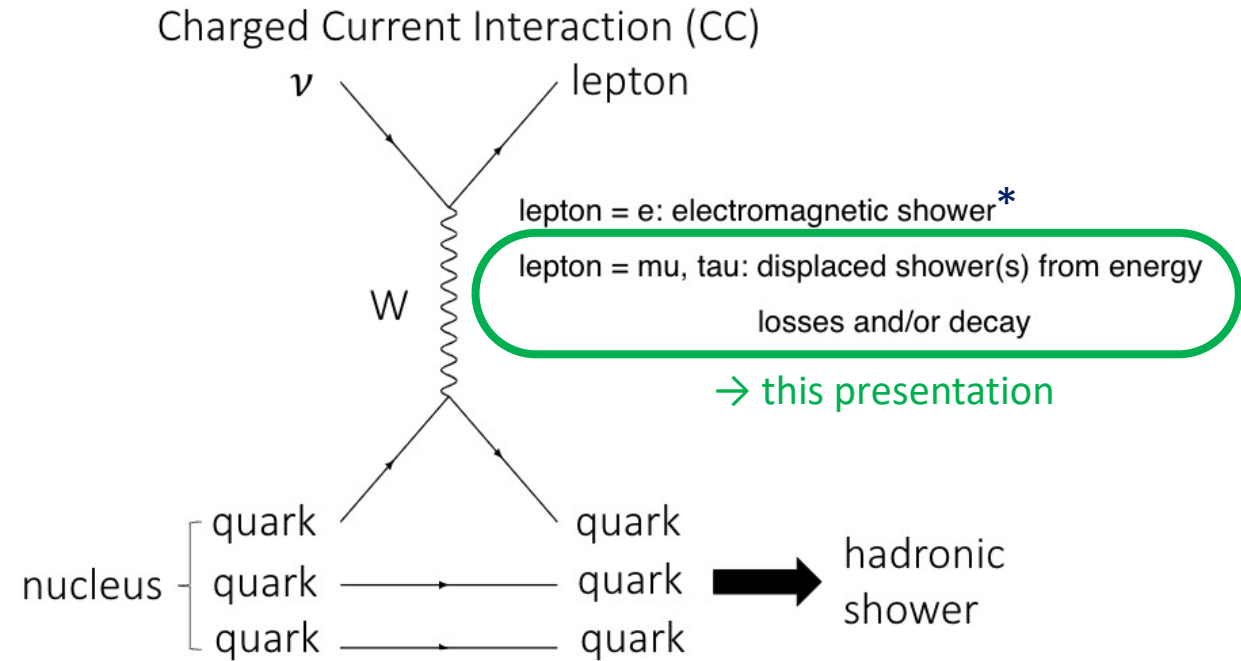 Charged Current Interaction (CC)
ν lepton
lepton = e: electromagnetic shower*
lepton = mu, tau: displaced shower(s) from energy
losses and/or decay
W
→ this presentation
quark quark
nucleus quark quark
hadronic
shower
quark quark